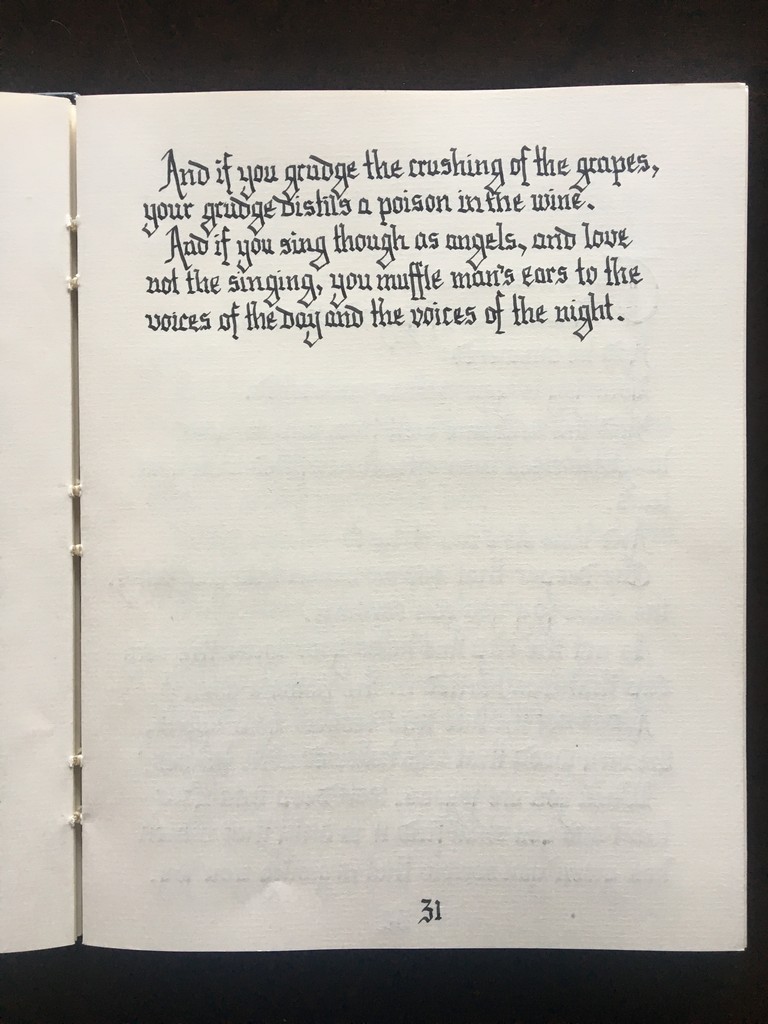 And if you grudge the crushing of the grapes,
your grudge distils a poison in the wine.
And if you sing though as angels, and love
not the singing, you muffle man's ears to the
voices of the day and the voices of the night.
31